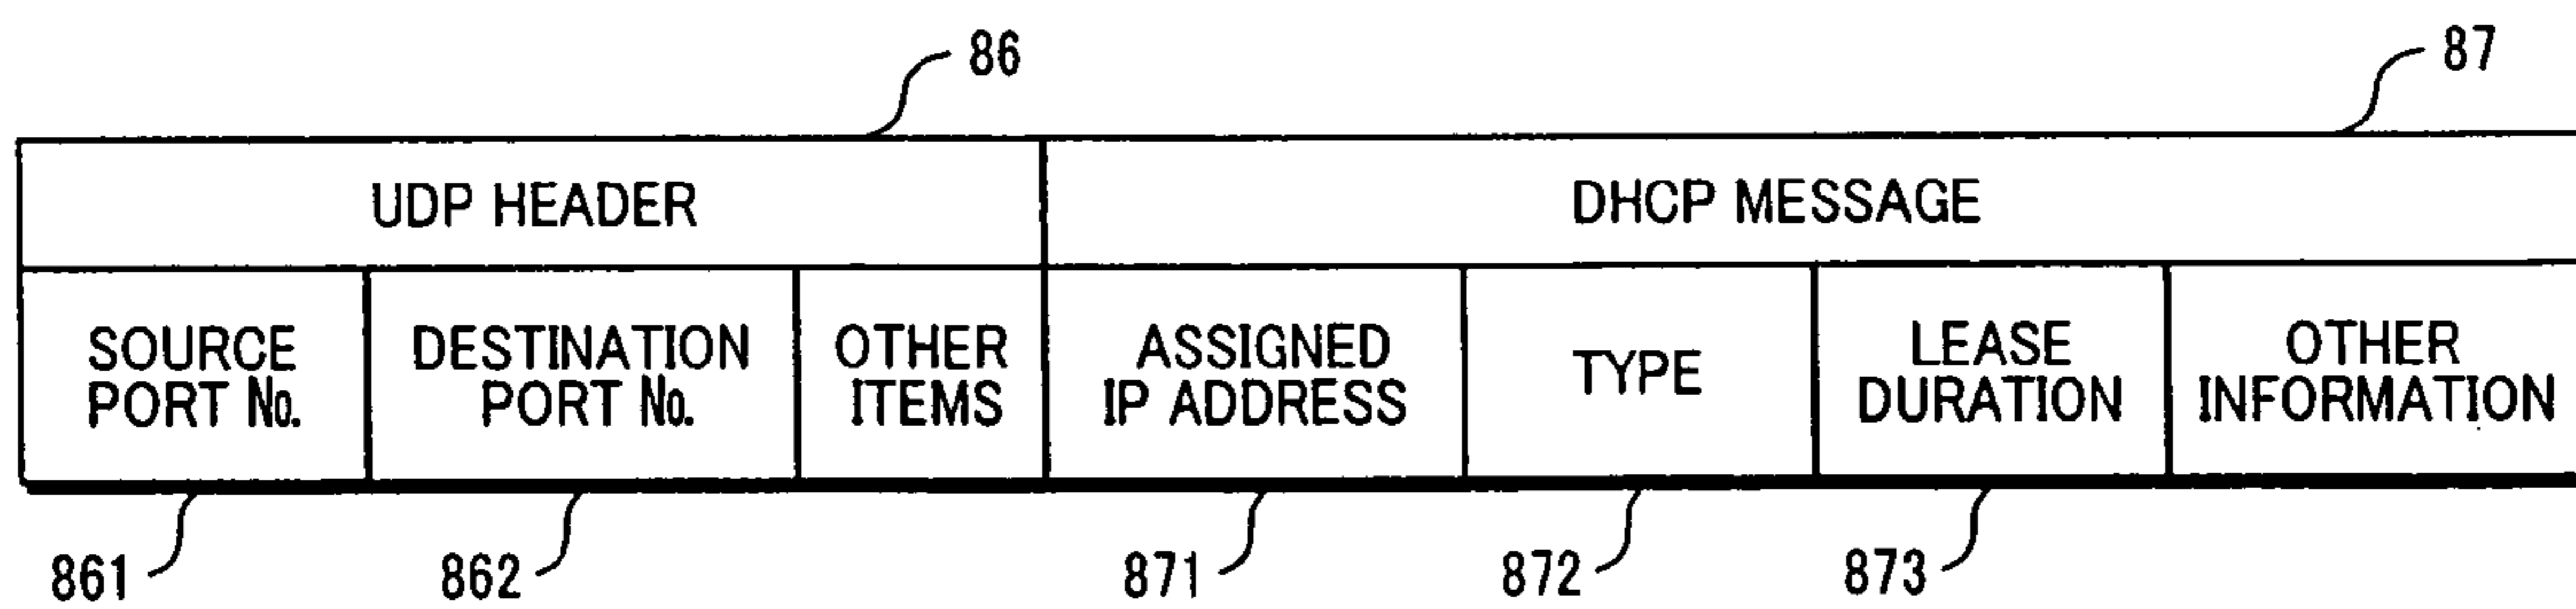 86
87
UDP HEADER
DHCP MESSAGE
SOURCE
PORT No.
DESTINATION
PORT No.
OTHER
ITEMS
ASSIGNED
IP ADDRESS
TYPE
LEASE
DURATION
OTHER
INFORMATION
861
862
871
872
873